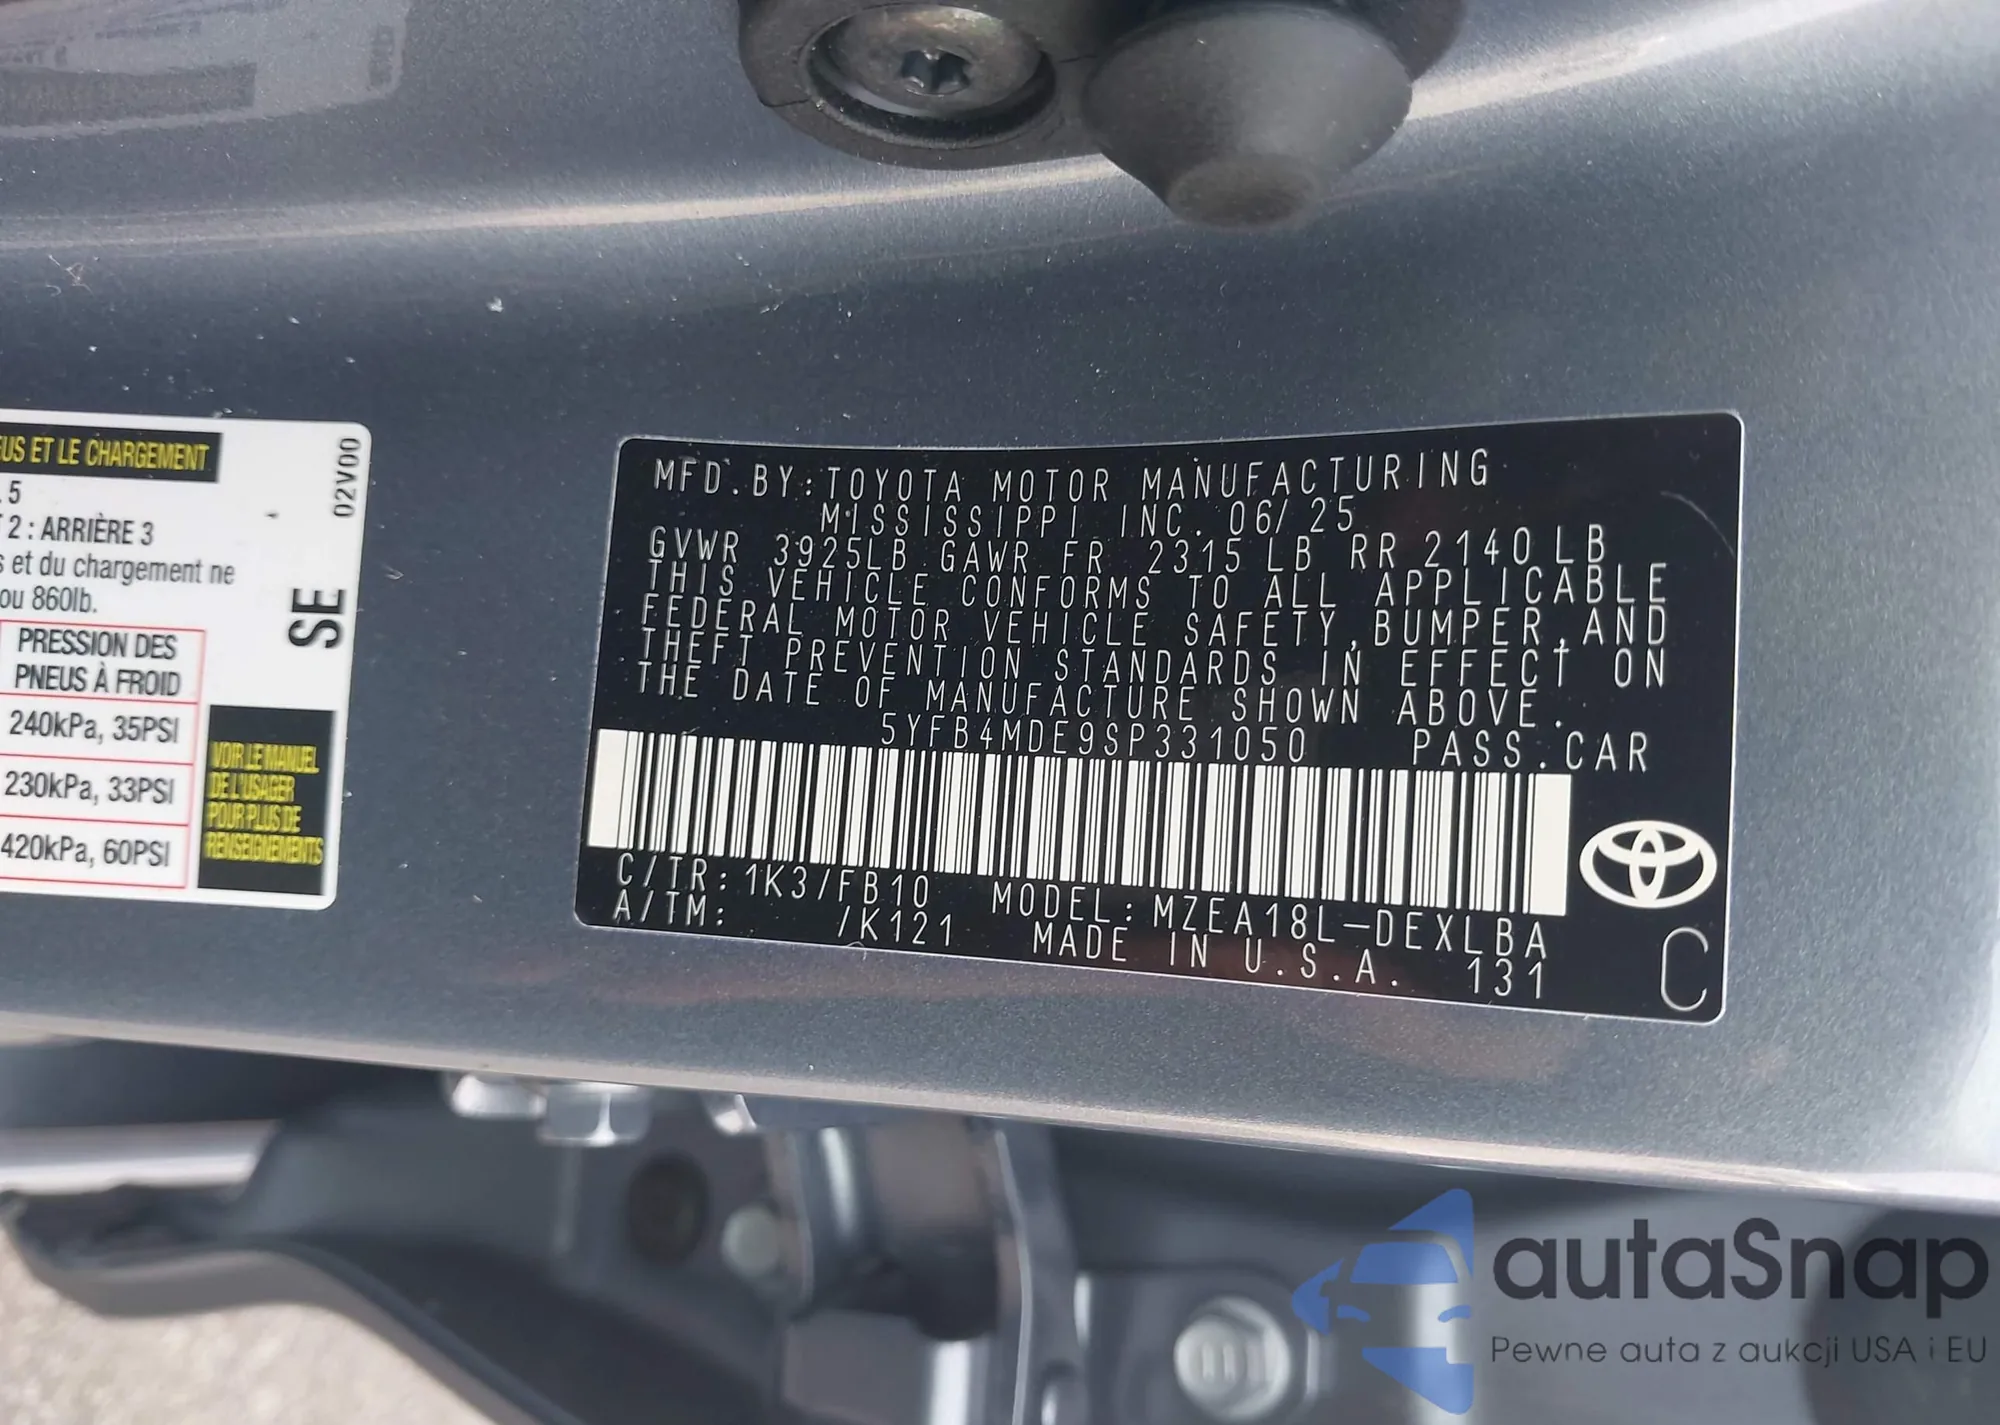 EUS ET LE CHARGEMENT
02V00
5
2 : ARRIÈRE 3
et du chargement ne
ou 860lb.
SE
PRESSION DES
PNEUS À FROID
240kPa, 35PSI
230kPa, 33PSI
420kPa, 60PSI
VOIR LE MANUEL
DE L'USAGER
POUR PLUS DE
RENSEIGNEMENTS
MFD.BY:TOYOTA MOTOR MANUFACTURING
MISSISSIPPI, INC. 06/25
GVWR 3925LB GAWR FR 2315 LB RR 2140LB
THIS VEHICLE CONFORMS TO ALL APPLICABLE
FEDERAL MOTOR VEHICLE SAFETY,BUMPER,AND
THEFT PREVENTION STANDARDS IN EFFECT ON
THE DATE OF MANUFACTURE SHOWN ABOVE.
5YFB4MDE9SP331050 PASS.CAR
C/TR:1K3/FB10 MODEL:MZEA18L-DEXLBA
A/TM: /K121 MADE IN U.S.A. 131
C
autaSnap
Pewne auta z aukcji USA i EU